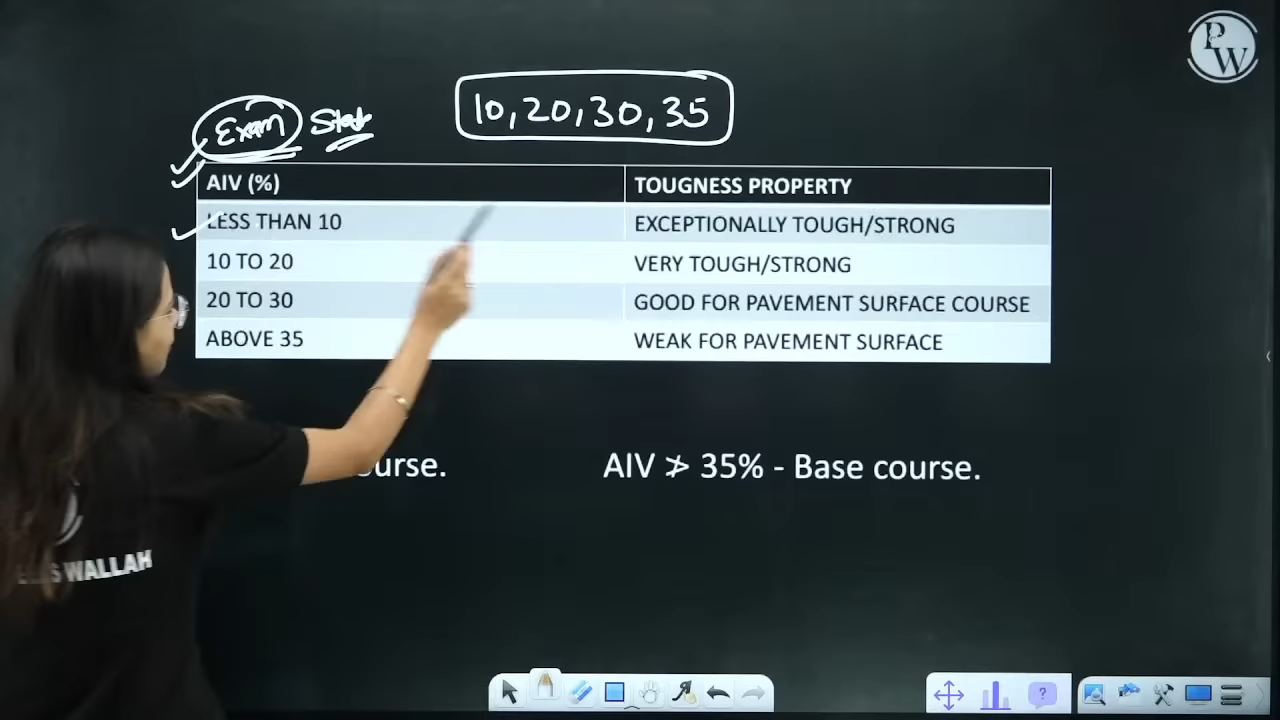 PW
10,20,30,35
Exam
AIV (%) TOUGNESS PROPERTY
LESS THAN 10 EXCEPTIONALLY TOUGH/STRONG
10 TO 20 VERY TOUGH/STRONG
20 TO 30 GOOD FOR PAVEMENT SURFACE COURSE
ABOVE 35 WEAK FOR PAVEMENT SURFACE
AIV ≯ 35% - Base course.
WALLAH